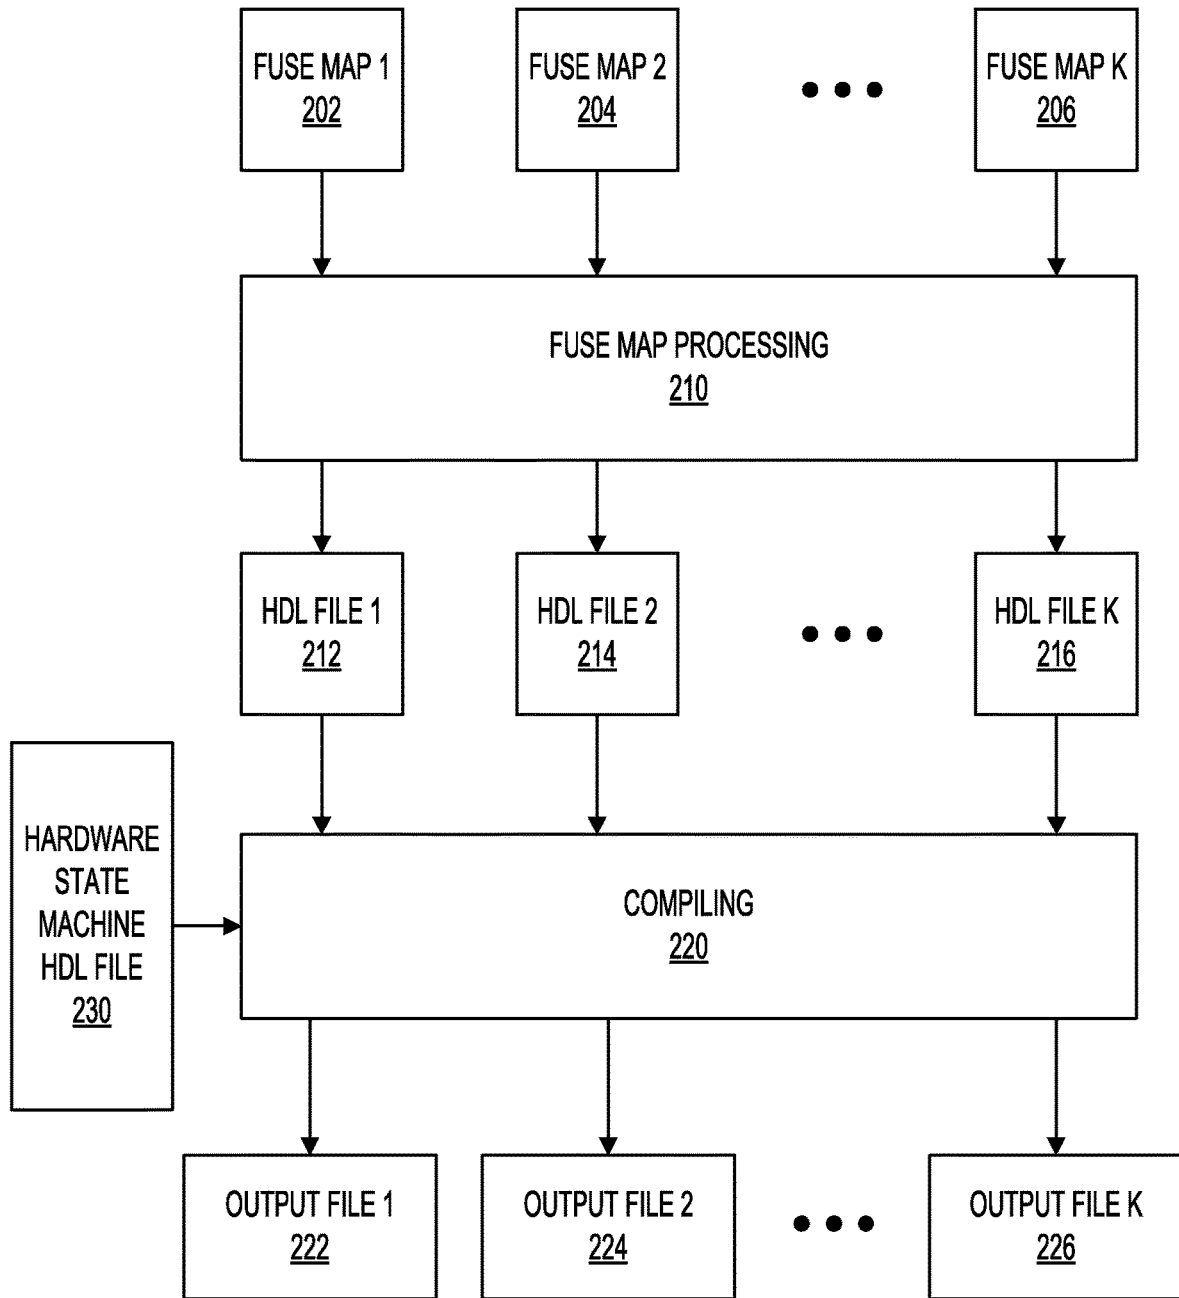 FUSE MAP 1
202
FUSE MAP 2
204
FUSE MAP K
206
FUSE MAP PROCESSING
210
HDL FILE 1
212
HDL FILE 2
214
HDL FILE K
216
HARDWARE
STATE
MACHINE
HDL FILE
230
COMPILING
220
OUTPUT FILE 1
222
OUTPUT FILE 2
224
OUTPUT FILE K
226